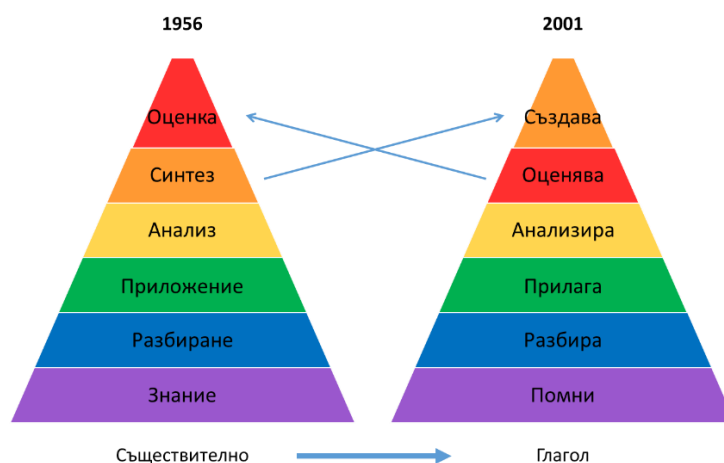 1956
Оценка
Синтез
Анализ
Приложение
Разбиране
Знание
Съществително
2001
Създава
Оценява
Анализира
Прилага
Разбира
Помни
Глагол